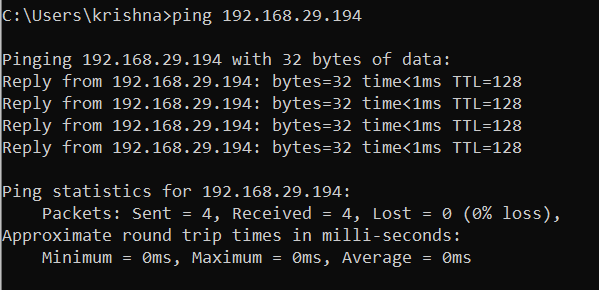 C:\Users\krishna>ping 192.168.29.194
Pinging 192.168.29.194 with 32 bytes of data:
Reply from 192.168.29.194: bytes=32 time<1ms TTL=128
Reply from 192.168.29.194: bytes=32 time<1ms TTL=128
Reply from 192.168.29.194: bytes=32 time<1ms TTL=128
Reply from 192.168.29.194: bytes=32 time<1ms TTL=128
Ping statistics for 192.168.29.194:
Packets: Sent = 4, Received = 4, Lost = 0 (0% loss),
Approximate round trip times in milli-seconds:
Minimum = 0ms, Maximum = 0ms, Average = 0ms